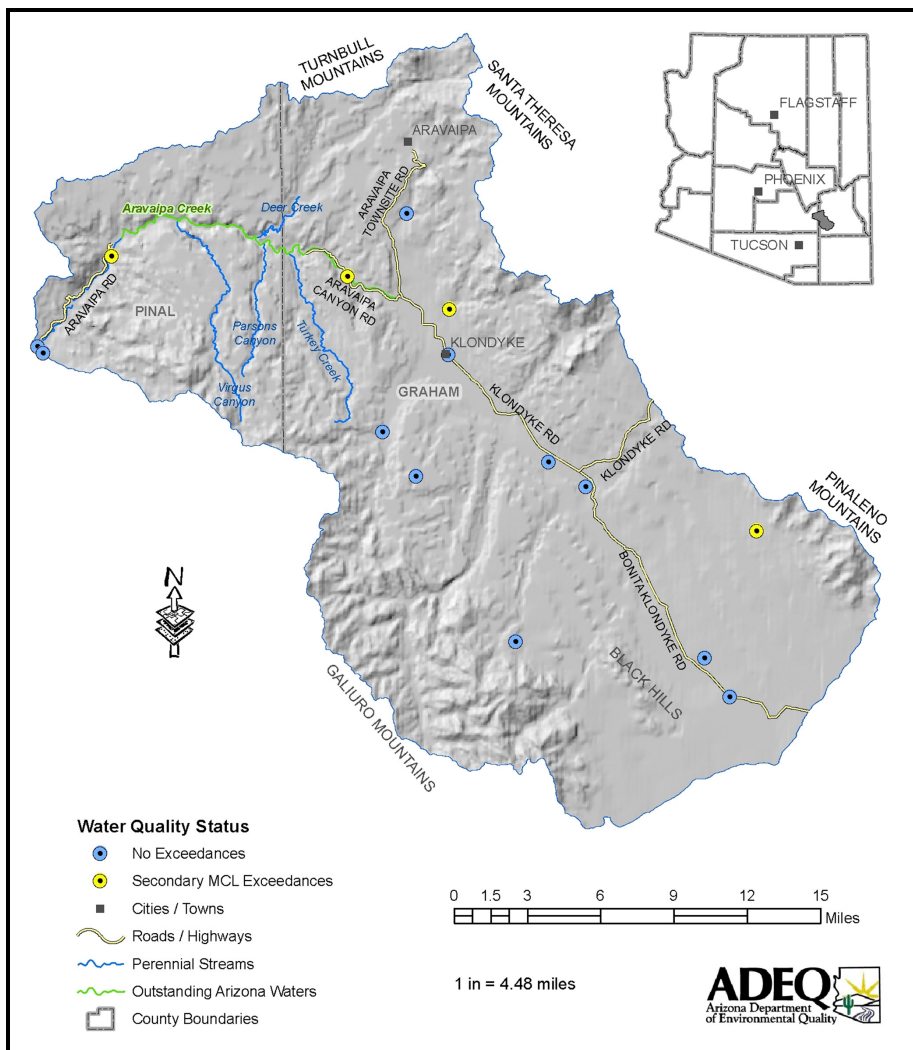 TURNBULL
MOUNTAINS
SANTA THERESA
MOUNTAINS
FLAGSTAFF
PHOENIX
TUCSON
ARAVAIPA
ARAVAIPA
TOWNSITE RD
Deer Creek
Aravaipa Creek
ARAVAIPA RD
PINAL
ARAVAIPA
CANYON RD
Parsons
Canyon
Turkey Creek
Virgus
Canyon
KLONDYKE
GRAHAM
KLONDYKE RD
KLONDYKE RD
PINALENO
MOUNTAINS
BONITA KLONDYKE RD
BLACK HILLS
GALIURO MOUNTAINS
N
Water Quality Status
No Exceedances
Secondary MCL Exceedances
Cities / Towns
Roads / Highways
Perennial Streams
Outstanding Arizona Waters
County Boundaries
0 1.5 3 6 9 12 15
Miles
1 in = 4.48 miles
ADEQ
Arizona Department
of Environmental Quality